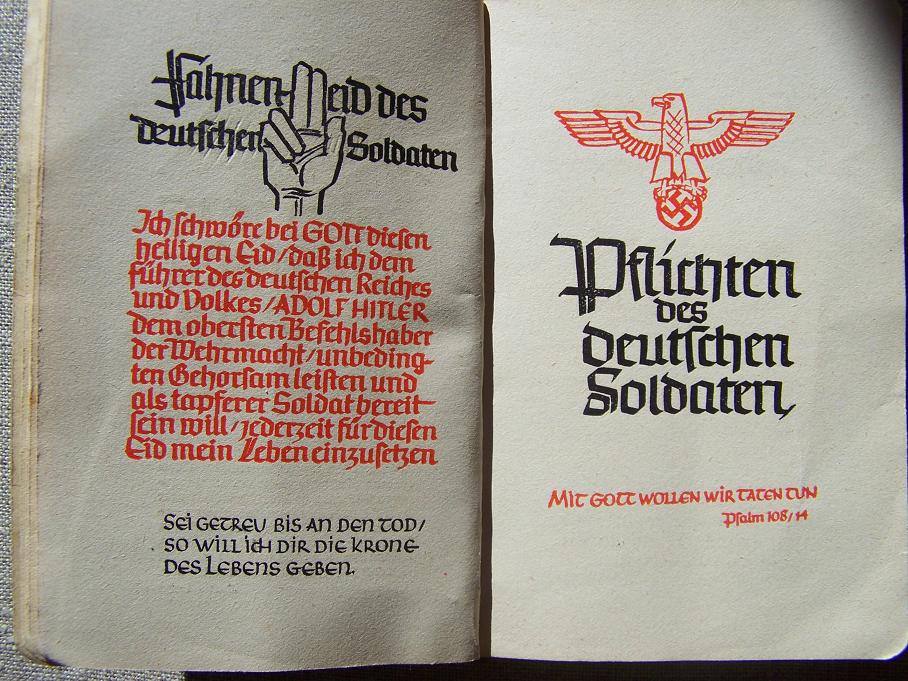 Fahnen-eid des
deutschen Soldaten
Ich schwöre bei GOTT diesen
heiligen Eid/daß ich dem
Führer des deutschen Reiches
und Volkes/ADOLF HITLER
dem obersten Befehlshaber
der Wehrmacht/unbeding-
ten Gehorsam leisten und
als tapferer Soldat bereit
sein will/jederzeit für diesen
Eid mein Leben einzusetzen
SEI GETREU BIS AN DEN TOD/
SO WILL ICH DIR DIE KRONE
DES LEBENS GEBEN.
Pflichten
des
deutschen
Soldaten
MIT GOTT WOLLEN WIR TATEN TUN
Psalm 108/14